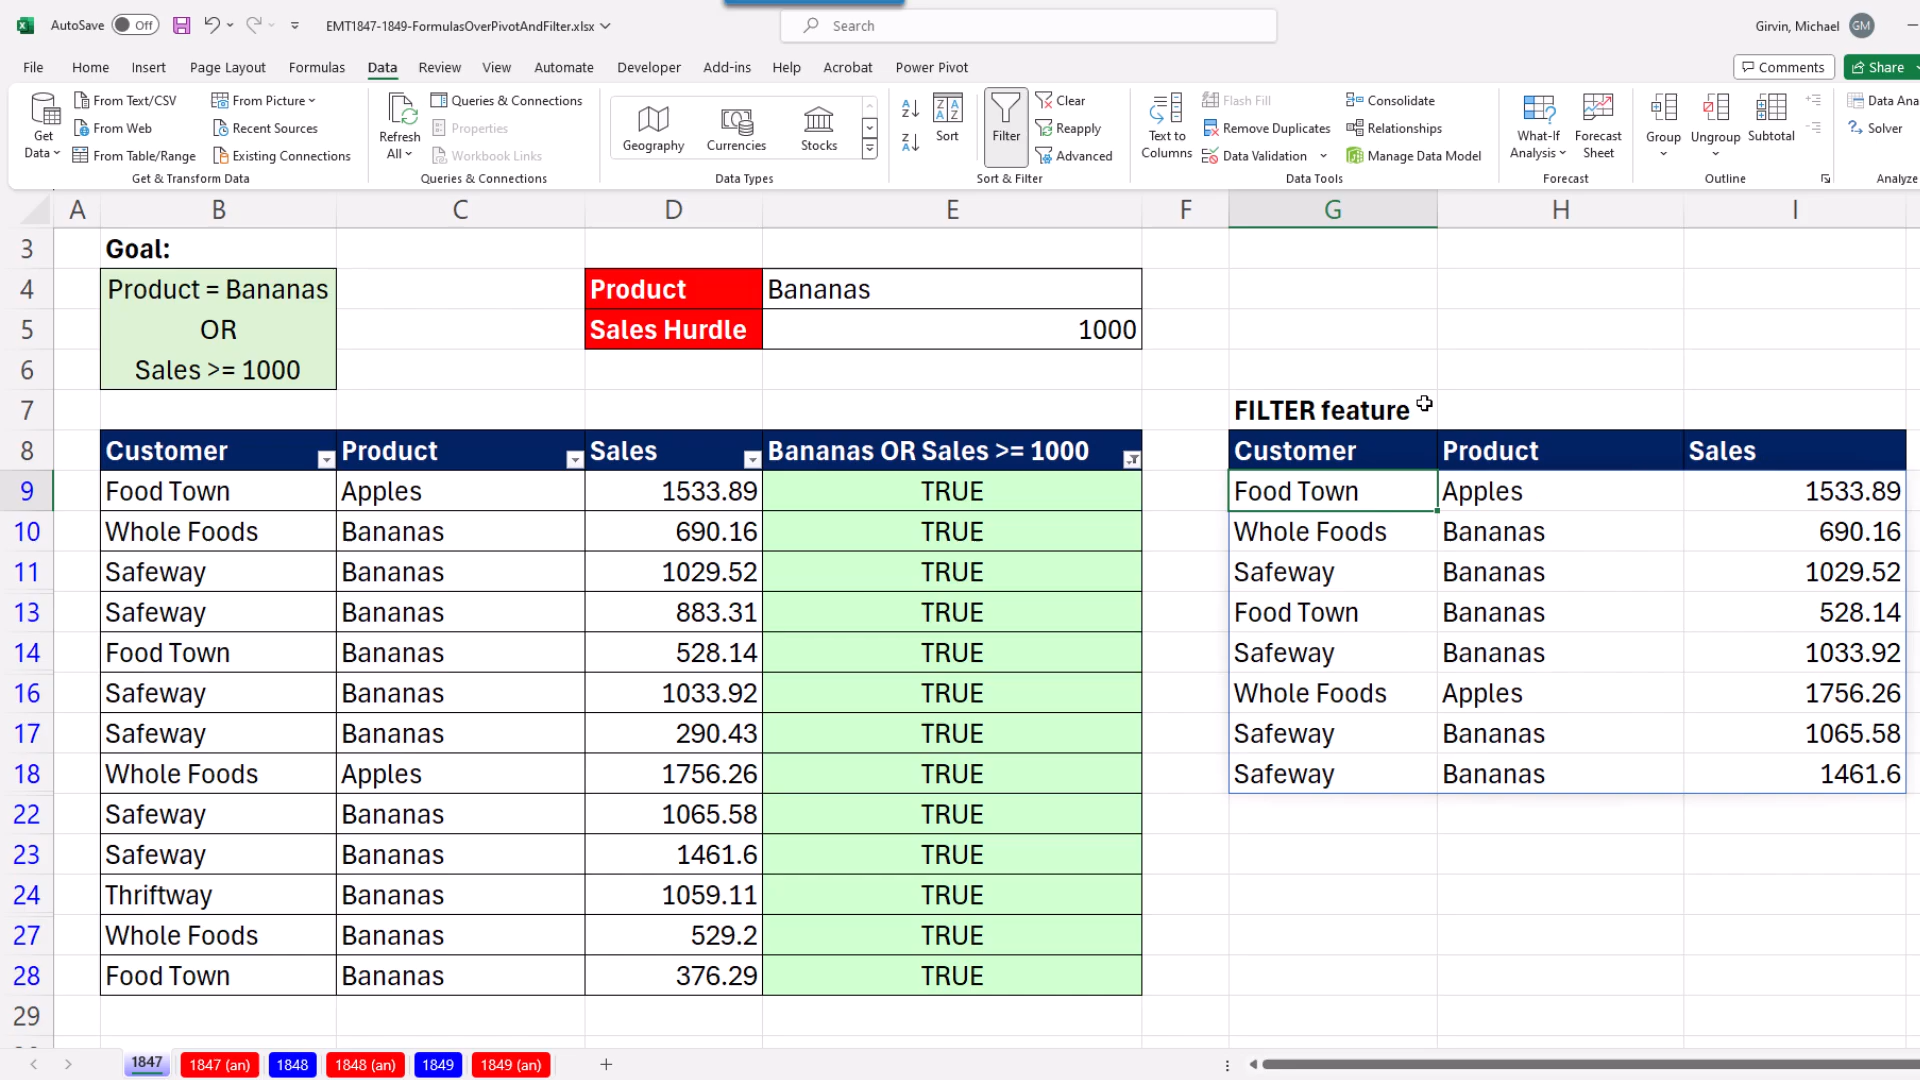 AutoSave Off EMT1847-1849-FormulasOverPivotAndFilter.xlsx Search Girvin, Michael GM
File Home Insert Page Layout Formulas Data Review View Automate Developer Add-ins Help Acrobat Power Pivot Comments Share
Get Data
From Text/CSV
From Web
From Table/Range
From Picture
Recent Sources
Existing Connections
Get & Transform Data
Refresh All
Queries & Connections
Properties
Workbook Links
Queries & Connections
Geography Currencies Stocks
Data Types
Sort
Filter
Clear
Reapply
Advanced
Sort & Filter
Text to Columns
Flash Fill
Remove Duplicates
Data Validation
Consolidate
Relationships
Manage Data Model
Data Tools
What-If Analysis
Forecast Sheet
Forecast
Group Ungroup Subtotal
Outline
Data Ana
Solver
Analyze
A B C D E F G H I
3 Goal:
4 Product = Bananas Product Bananas
5 OR Sales Hurdle 1000
6 Sales >= 1000
7 FILTER feature
8 Customer Product Sales Bananas OR Sales >= 1000 Customer Product Sales
9 Food Town Apples 1533.89 TRUE Food Town Apples 1533.89
10 Whole Foods Bananas 690.16 TRUE Whole Foods Bananas 690.16
11 Safeway Bananas 1029.52 TRUE Safeway Bananas 1029.52
13 Safeway Bananas 883.31 TRUE Food Town Bananas 528.14
14 Food Town Bananas 528.14 TRUE Safeway Bananas 1033.92
16 Safeway Bananas 1033.92 TRUE Whole Foods Apples 1756.26
17 Safeway Bananas 290.43 TRUE Safeway Bananas 1065.58
18 Whole Foods Apples 1756.26 TRUE Safeway Bananas 1461.6
22 Safeway Bananas 1065.58 TRUE
23 Safeway Bananas 1461.6 TRUE
24 Thriftway Bananas 1059.11 TRUE
27 Whole Foods Bananas 529.2 TRUE
28 Food Town Bananas 376.29 TRUE
29
1847 1847 (an) 1848 1848 (an) 1849 1849 (an)